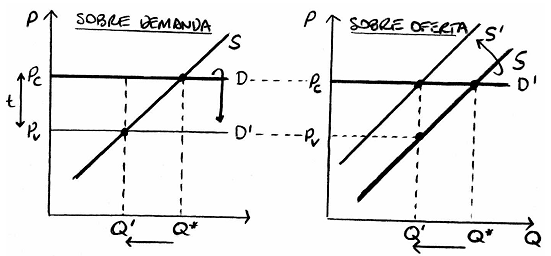 SOBRE DEMANDA
P
S
Pc
D
t
Pv
D'
Q'
Q*
SOBRE OFERTA
P
S'
S
Pc
D'
Pv
Q'
Q*
Q